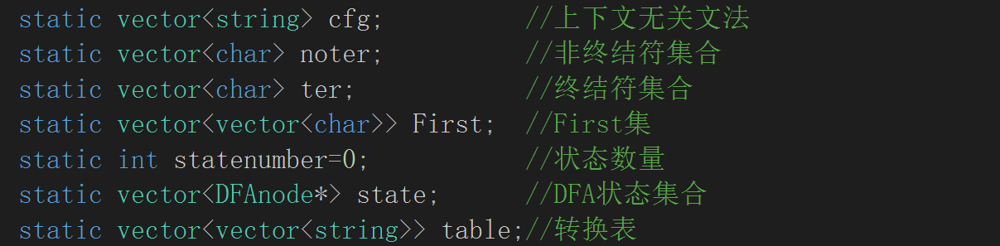 static vector<string> cfg; //上下文无关文法
static vector<char> noter; //非终结符集合
static vector<char> ter; //终结符集合
static vector<vector<char>> First; //First集
static int statenumber=0; //状态数量
static vector<DFAnode*> state; //DFA状态集合
static vector<vector<string>> table;//转换表